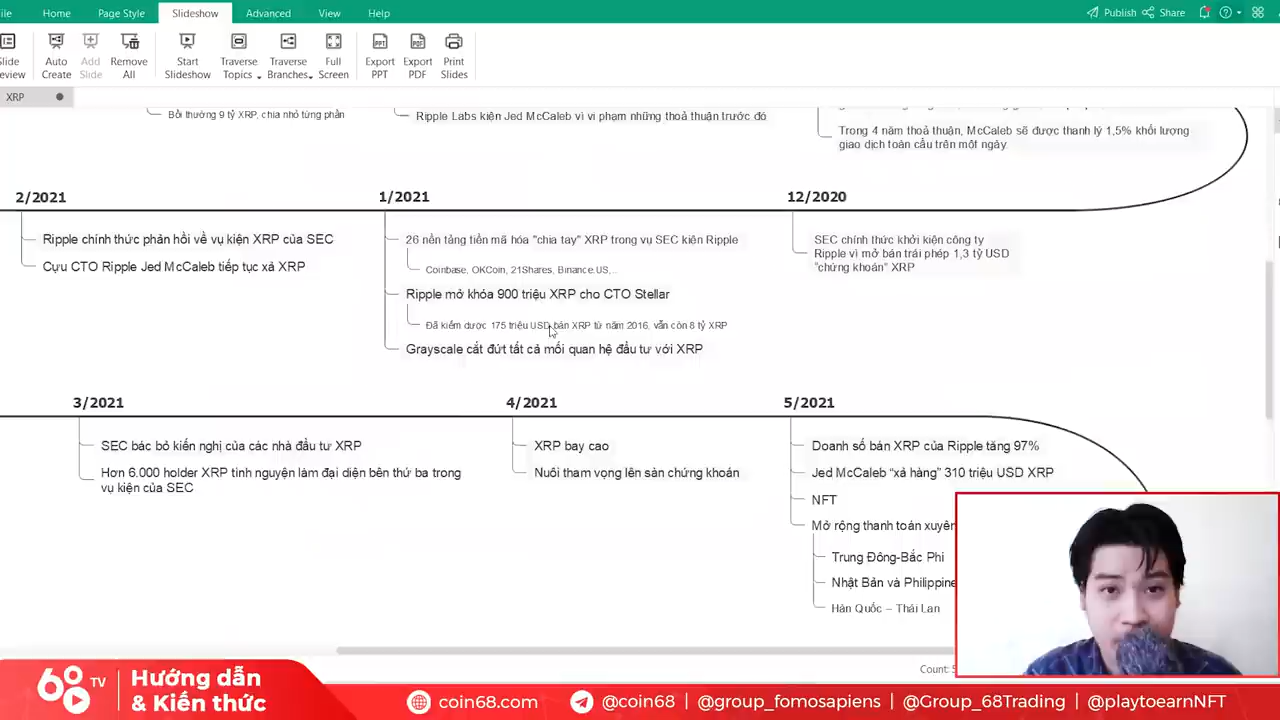 Home Page Style Slideshow Advanced View Help Publish Share
Auto Create
Add Slide
Remove All
Start Slideshow
Traverse Topics
Traverse Branches
Full Screen
Export PPT
Export PDF
Print Slides
XRP
Bồi thường 9 tỷ XRP, chia nhỏ từng phần
Ripple Labs kiện Jed McCaleb vì vi phạm những thoả thuận trước đó
Trong 4 năm thoả thuận, McCaleb sẽ được thanh lý 1,5% khối lượng
giao dịch toàn cầu trên một ngày.
2/2021
Ripple chính thức phản hồi về vụ kiện XRP của SEC
Cựu CTO Ripple Jed McCaleb tiếp tục xả XRP
1/2021
26 nền tảng tiền mã hóa "chia tay" XRP trong vụ SEC kiện Ripple
Coinbase, OKCoin, 21Shares, Binance.US,...
Ripple mở khóa 900 triệu XRP cho CTO Stellar
Đã kiếm được 175 triệu USD bán XRP từ năm 2016, vẫn còn 8 tỷ XRP
Grayscale cắt đứt tất cả mối quan hệ đầu tư với XRP
12/2020
SEC chính thức khởi kiện công ty
Ripple vì mở bán trái phép 1,3 tỷ USD
“chứng khoán” XRP
3/2021
SEC bác bỏ kiến nghị của các nhà đầu tư XRP
Hơn 6.000 holder XRP tình nguyện làm đại diện bên thứ ba trong
vụ kiện của SEC
4/2021
XRP bay cao
Nuôi tham vọng lên sàn chứng khoán
5/2021
Doanh số bán XRP của Ripple tăng 97%
Jed McCaleb “xả hàng” 310 triệu USD XRP
NFT
Mở rộng thanh toán xuyên
Trung Đông-Bắc Phi
Nhật Bản và Philippine
Hàn Quốc – Thái Lan
Count:
68 TV
Hướng dẫn
& Kiến thức
coin68.com @coin68 | @group_fomosapiens | @Group_68Trading | @playtoearnNFT